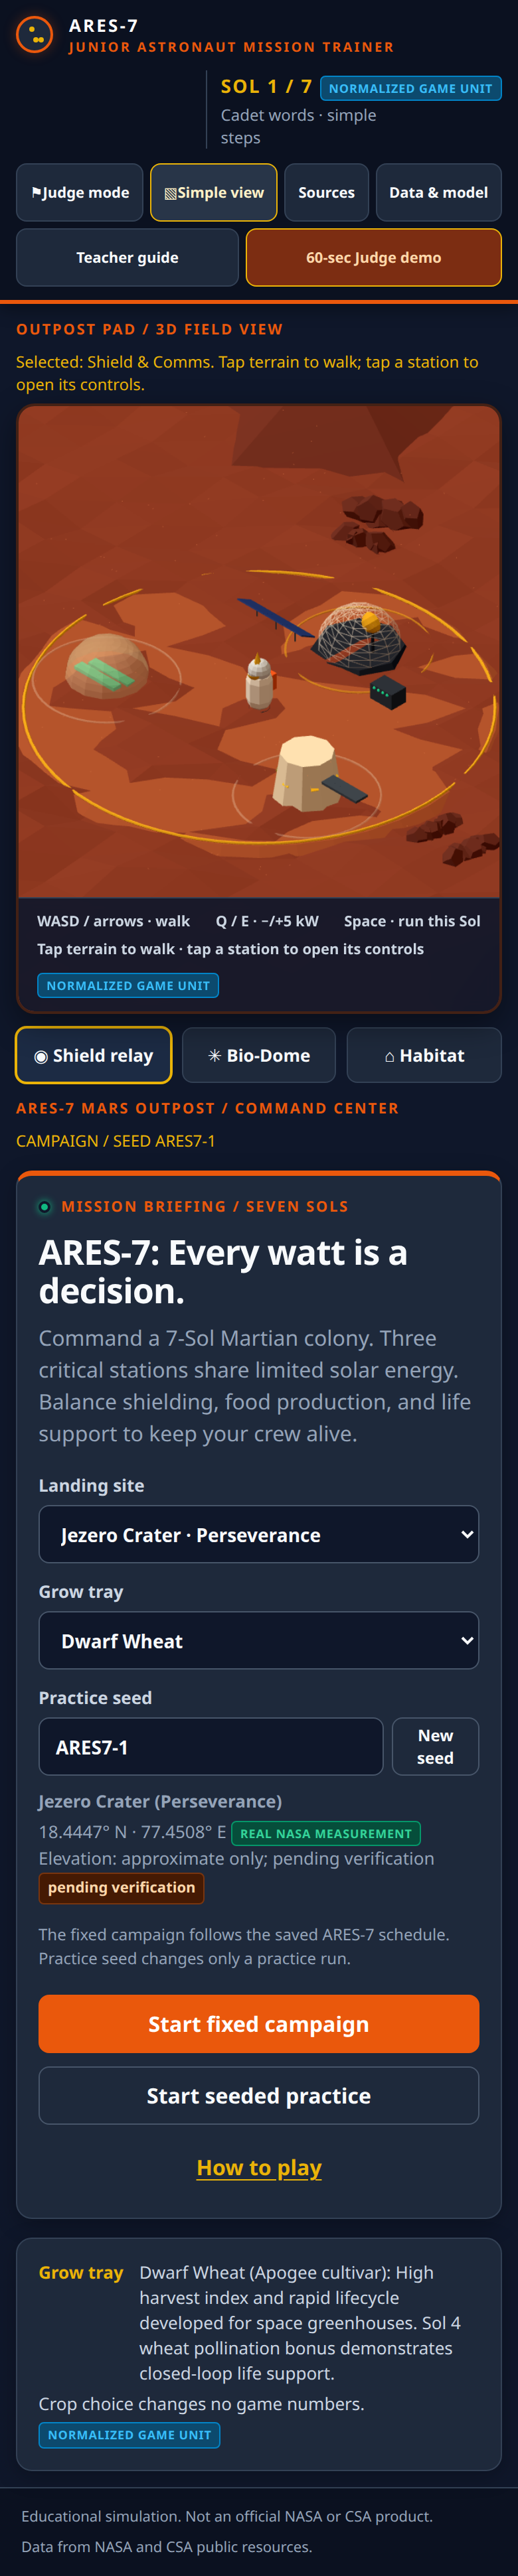 ARES-7
JUNIOR ASTRONAUT MISSION TRAINER
SOL 1 / 7 NORMALIZED GAME UNIT
Cadet words · simple
steps
⚑Judge mode ▧Simple view Sources Data & model
Teacher guide 60-sec Judge demo
OUTPOST PAD / 3D FIELD VIEW
Selected: Shield & Comms. Tap terrain to walk; tap a station to
open its controls.
WASD / arrows · walk Q / E · −/+5 kW Space · run this Sol
Tap terrain to walk · tap a station to open its controls
NORMALIZED GAME UNIT
◉ Shield relay ✳ Bio-Dome ⌂ Habitat
ARES-7 MARS OUTPOST / COMMAND CENTER
CAMPAIGN / SEED ARES7-1
MISSION BRIEFING / SEVEN SOLS
ARES-7: Every watt is a
decision.
Command a 7-Sol Martian colony. Three
critical stations share limited solar energy.
Balance shielding, food production, and life
support to keep your crew alive.
Landing site
Jezero Crater · Perseverance
Grow tray
Dwarf Wheat
Practice seed
ARES7-1 New
seed
Jezero Crater (Perseverance)
18.4447° N · 77.4508° E REAL NASA MEASUREMENT
Elevation: approximate only; pending verification
pending verification
The fixed campaign follows the saved ARES-7 schedule.
Practice seed changes only a practice run.
Start fixed campaign
Start seeded practice
How to play
Grow tray Dwarf Wheat (Apogee cultivar): High
harvest index and rapid lifecycle
developed for space greenhouses. Sol 4
wheat pollination bonus demonstrates
closed-loop life support.
Crop choice changes no game numbers.
NORMALIZED GAME UNIT
Educational simulation. Not an official NASA or CSA product.
Data from NASA and CSA public resources.